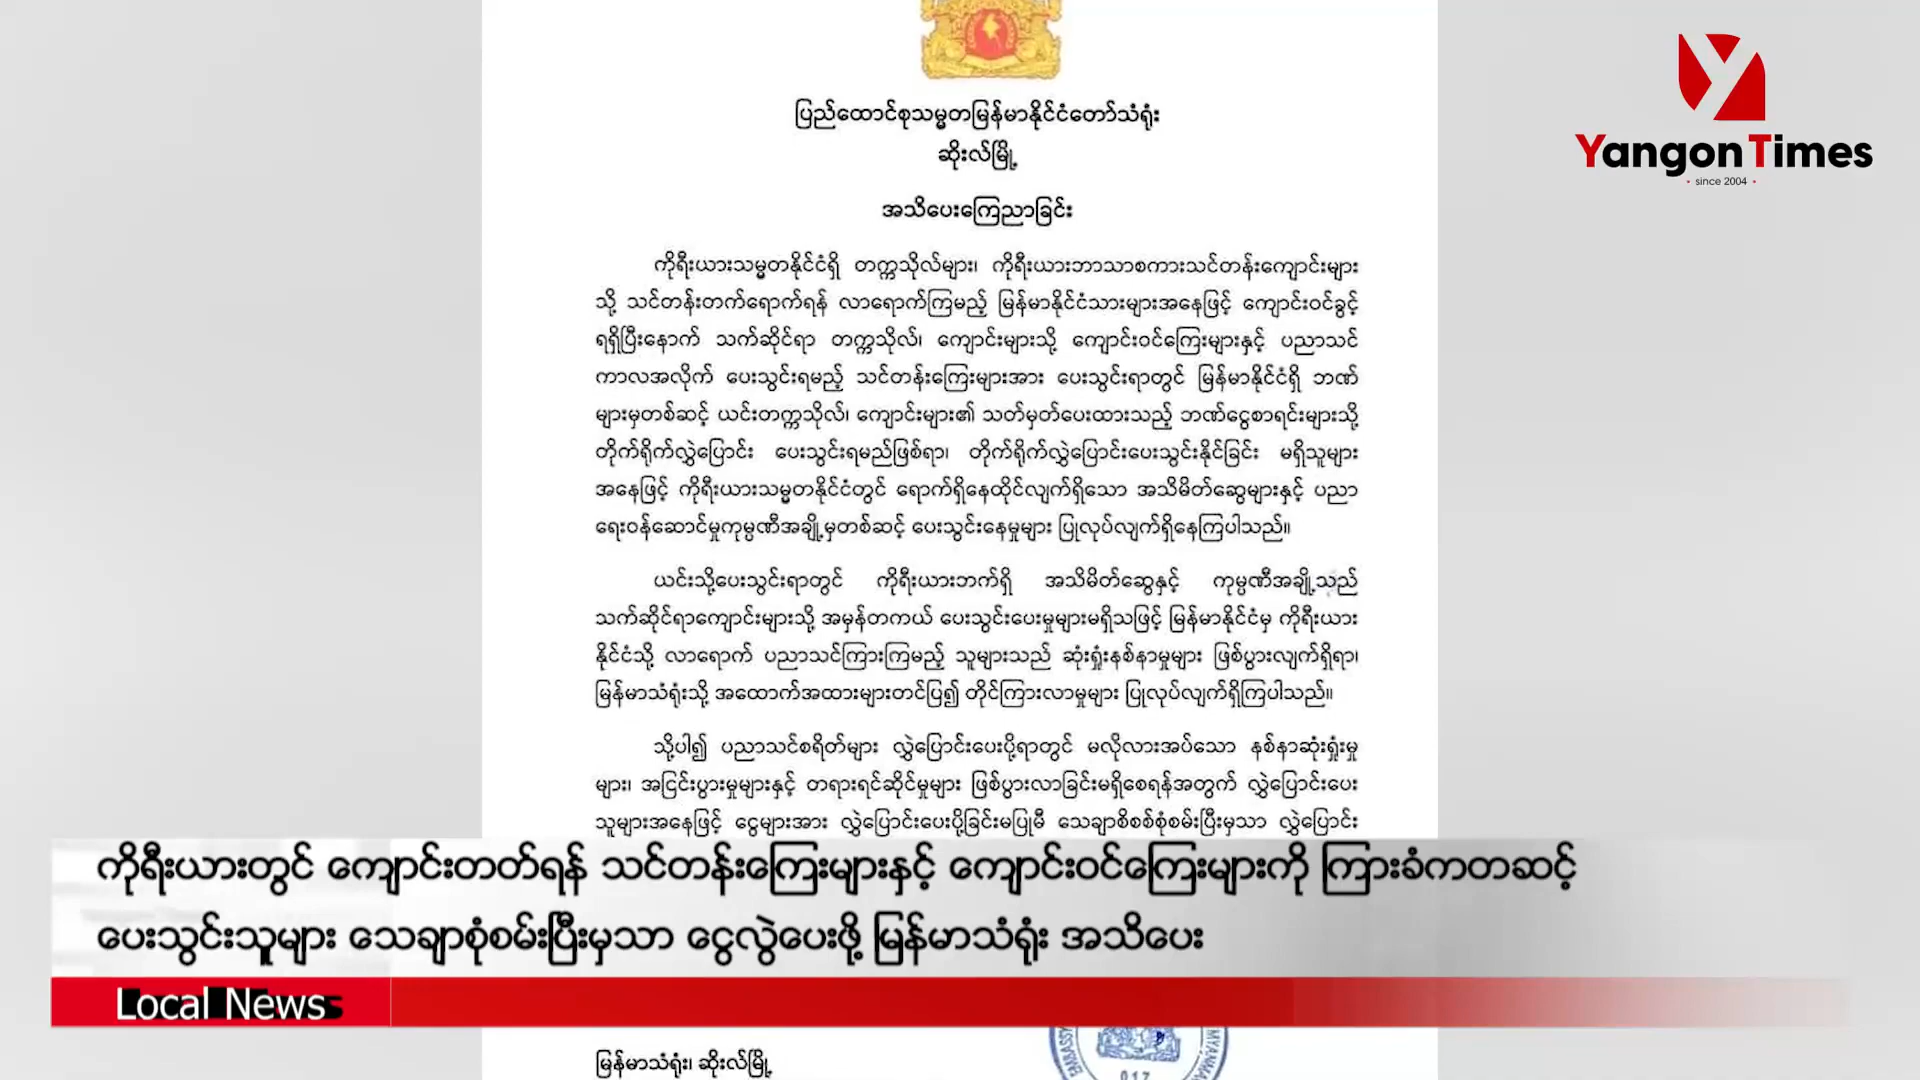 ပြည်ထောင်စုသမ္မတမြန်မာနိုင်ငံတော်သံရုံး
ဆိုးလ်မြို့
အသိပေးကြေညာခြင်း
ကိုရီးယားသမ္မတနိုင်ငံရှိ တက္ကသိုလ်များ၊ ကိုရီးယားဘာသာစကားသင်တန်းကျောင်းများ
သို့ သင်တန်းတက်ရောက်ရန် လာရောက်ကြမည့် မြန်မာနိုင်ငံသားများအနေဖြင့် ကျောင်းဝင်ခွင့်
ရရှိပြီးနောက် သက်ဆိုင်ရာ တက္ကသိုလ်၊ ကျောင်းများသို့ ကျောင်းဝင်ကြေးများနှင့် ပညာသင်
ကာလအလိုက် ပေးသွင်းရမည့် သင်တန်းကြေးများအား ပေးသွင်းရာတွင် မြန်မာနိုင်ငံရှိ ဘဏ်
များမှတစ်ဆင့် ယင်းတက္ကသိုလ်၊ ကျောင်းများ၏ သတ်မှတ်ပေးထားသည့် ဘဏ်ငွေစာရင်းများသို့
တိုက်ရိုက်လွှဲပြောင်း ပေးသွင်းရမည်ဖြစ်ရာ၊ တိုက်ရိုက်လွှဲပြောင်းပေးသွင်းနိုင်ခြင်း မရှိသူများ
အနေဖြင့် ကိုရီးယားသမ္မတနိုင်ငံတွင် ရောက်ရှိနေထိုင်လျက်ရှိသော အသိမိတ်ဆွေများနှင့် ပညာ
ရေးဝန်ဆောင်မှုကုမ္ပဏီအချို့မှတစ်ဆင့် ပေးသွင်းနေမှုများ ပြုလုပ်လျက်ရှိနေကြပါသည်။
ယင်းသို့ပေးသွင်းရာတွင် ကိုရီးယားဘက်ရှိ အသိမိတ်ဆွေနှင့် ကုမ္ပဏီအချို့သည်
သက်ဆိုင်ရာကျောင်းများသို့ အမှန်တကယ် ပေးသွင်းပေးမှုများမရှိသဖြင့် မြန်မာနိုင်ငံမှ ကိုရီးယား
နိုင်ငံသို့ လာရောက် ပညာသင်ကြားကြမည့် သူများသည် ဆုံးရှုံးနစ်နာမှုများ ဖြစ်ပွားလျက်ရှိရာ၊
မြန်မာသံရုံးသို့ အထောက်အထားများတင်ပြ၍ တိုင်ကြားလာမှုများ ပြုလုပ်လျက်ရှိကြပါသည်။
သို့ပါ၍ ပညာသင်စရိတ်များ လွှဲပြောင်းပေးပို့ရာတွင် မလိုလားအပ်သော နစ်နာဆုံးရှုံးမှု
များ၊ အငြင်းပွားမှုများနှင့် တရားရင်ဆိုင်မှုများ ဖြစ်ပွားလာခြင်းမရှိစေရန်အတွက် လွှဲပြောင်းပေး
သူများအနေဖြင့် ငွေများအား လွှဲပြောင်းပေးပို့ခြင်းမပြုမီ သေချာစိစစ်စုံစမ်းပြီးမှသာ လွှဲပြောင်း
ကိုရီးယားတွင် ကျောင်းတတ်ရန် သင်တန်းကြေးများနှင့် ကျောင်းဝင်ကြေးများကို ကြားခံကတဆင့်
ပေးသွင်းသူများ သေချာစုံစမ်းပြီးမှသာ ငွေလွှဲပေးဖို့ မြန်မာသံရုံး အသိပေး
Local News
မြန်မာသံရုံး၊ ဆိုးလ်မြို့
Yangon Times
• since 2004 •